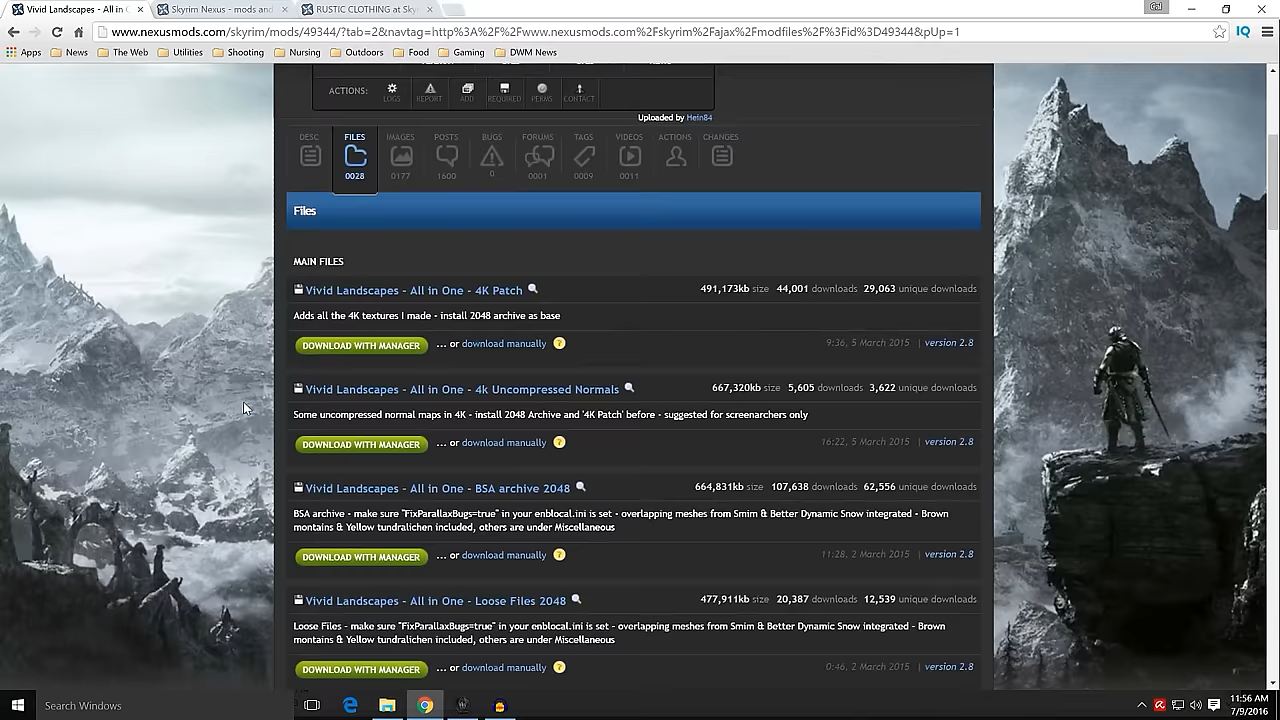 Vivid Landscapes - All in
Skyrim Nexus - mods and
RUSTIC CLOTHING at Sky
www.nexusmods.com/skyrim/mods/49344/?tab=2&navtag=http%3A%2F%2Fwww.nexusmods.com%2Fskyrim%2Fajax%2Fmodfiles%2F%3Fid%3D49344&pUp=1
Apps News The Web Utilities Shooting Nursing Outdoors Food Gaming DWM News
ACTIONS: LOGS REPORT ADD REQUIRED PERMS CONTACT
Uploaded by Hein84
DESC FILES IMAGES POSTS BUGS FORUMS TAGS VIDEOS ACTIONS CHANGES
0028 0177 1600 0 0001 0009 0011
Files
MAIN FILES
Vivid Landscapes - All in One - 4K Patch 491,173kb size 44,001 downloads 29,063 unique downloads
Adds all the 4K textures I made - install 2048 archive as base
DOWNLOAD WITH MANAGER ... or download manually ? 9:36, 5 March 2015 | version 2.8
Vivid Landscapes - All in One - 4k Uncompressed Normals 667,320kb size 5,605 downloads 3,622 unique downloads
Some uncompressed normal maps in 4K - install 2048 Archive and '4K Patch' before - suggested for screenarchers only
DOWNLOAD WITH MANAGER ... or download manually ? 16:22, 5 March 2015 | version 2.8
Vivid Landscapes - All in One - BSA archive 2048 664,831kb size 107,638 downloads 62,556 unique downloads
BSA archive - make sure "FixParallaxBugs=true" in your enblocal.ini is set - overlapping meshes from Smim & Better Dynamic Snow integrated - Brown
montains & Yellow tundralichen included, others are under Miscellaneous
DOWNLOAD WITH MANAGER ... or download manually ? 11:28, 2 March 2015 | version 2.8
Vivid Landscapes - All in One - Loose Files 2048 477,911kb size 20,387 downloads 12,539 unique downloads
Loose Files - make sure "FixParallaxBugs=true" in your enblocal.ini is set - overlapping meshes from Smim & Better Dynamic Snow integrated - Brown
montains & Yellow tundralichen included, others are under Miscellaneous
DOWNLOAD WITH MANAGER ... or download manually ? 0:46, 2 March 2015 | version 2.8
Search Windows
11:56 AM
7/9/2016